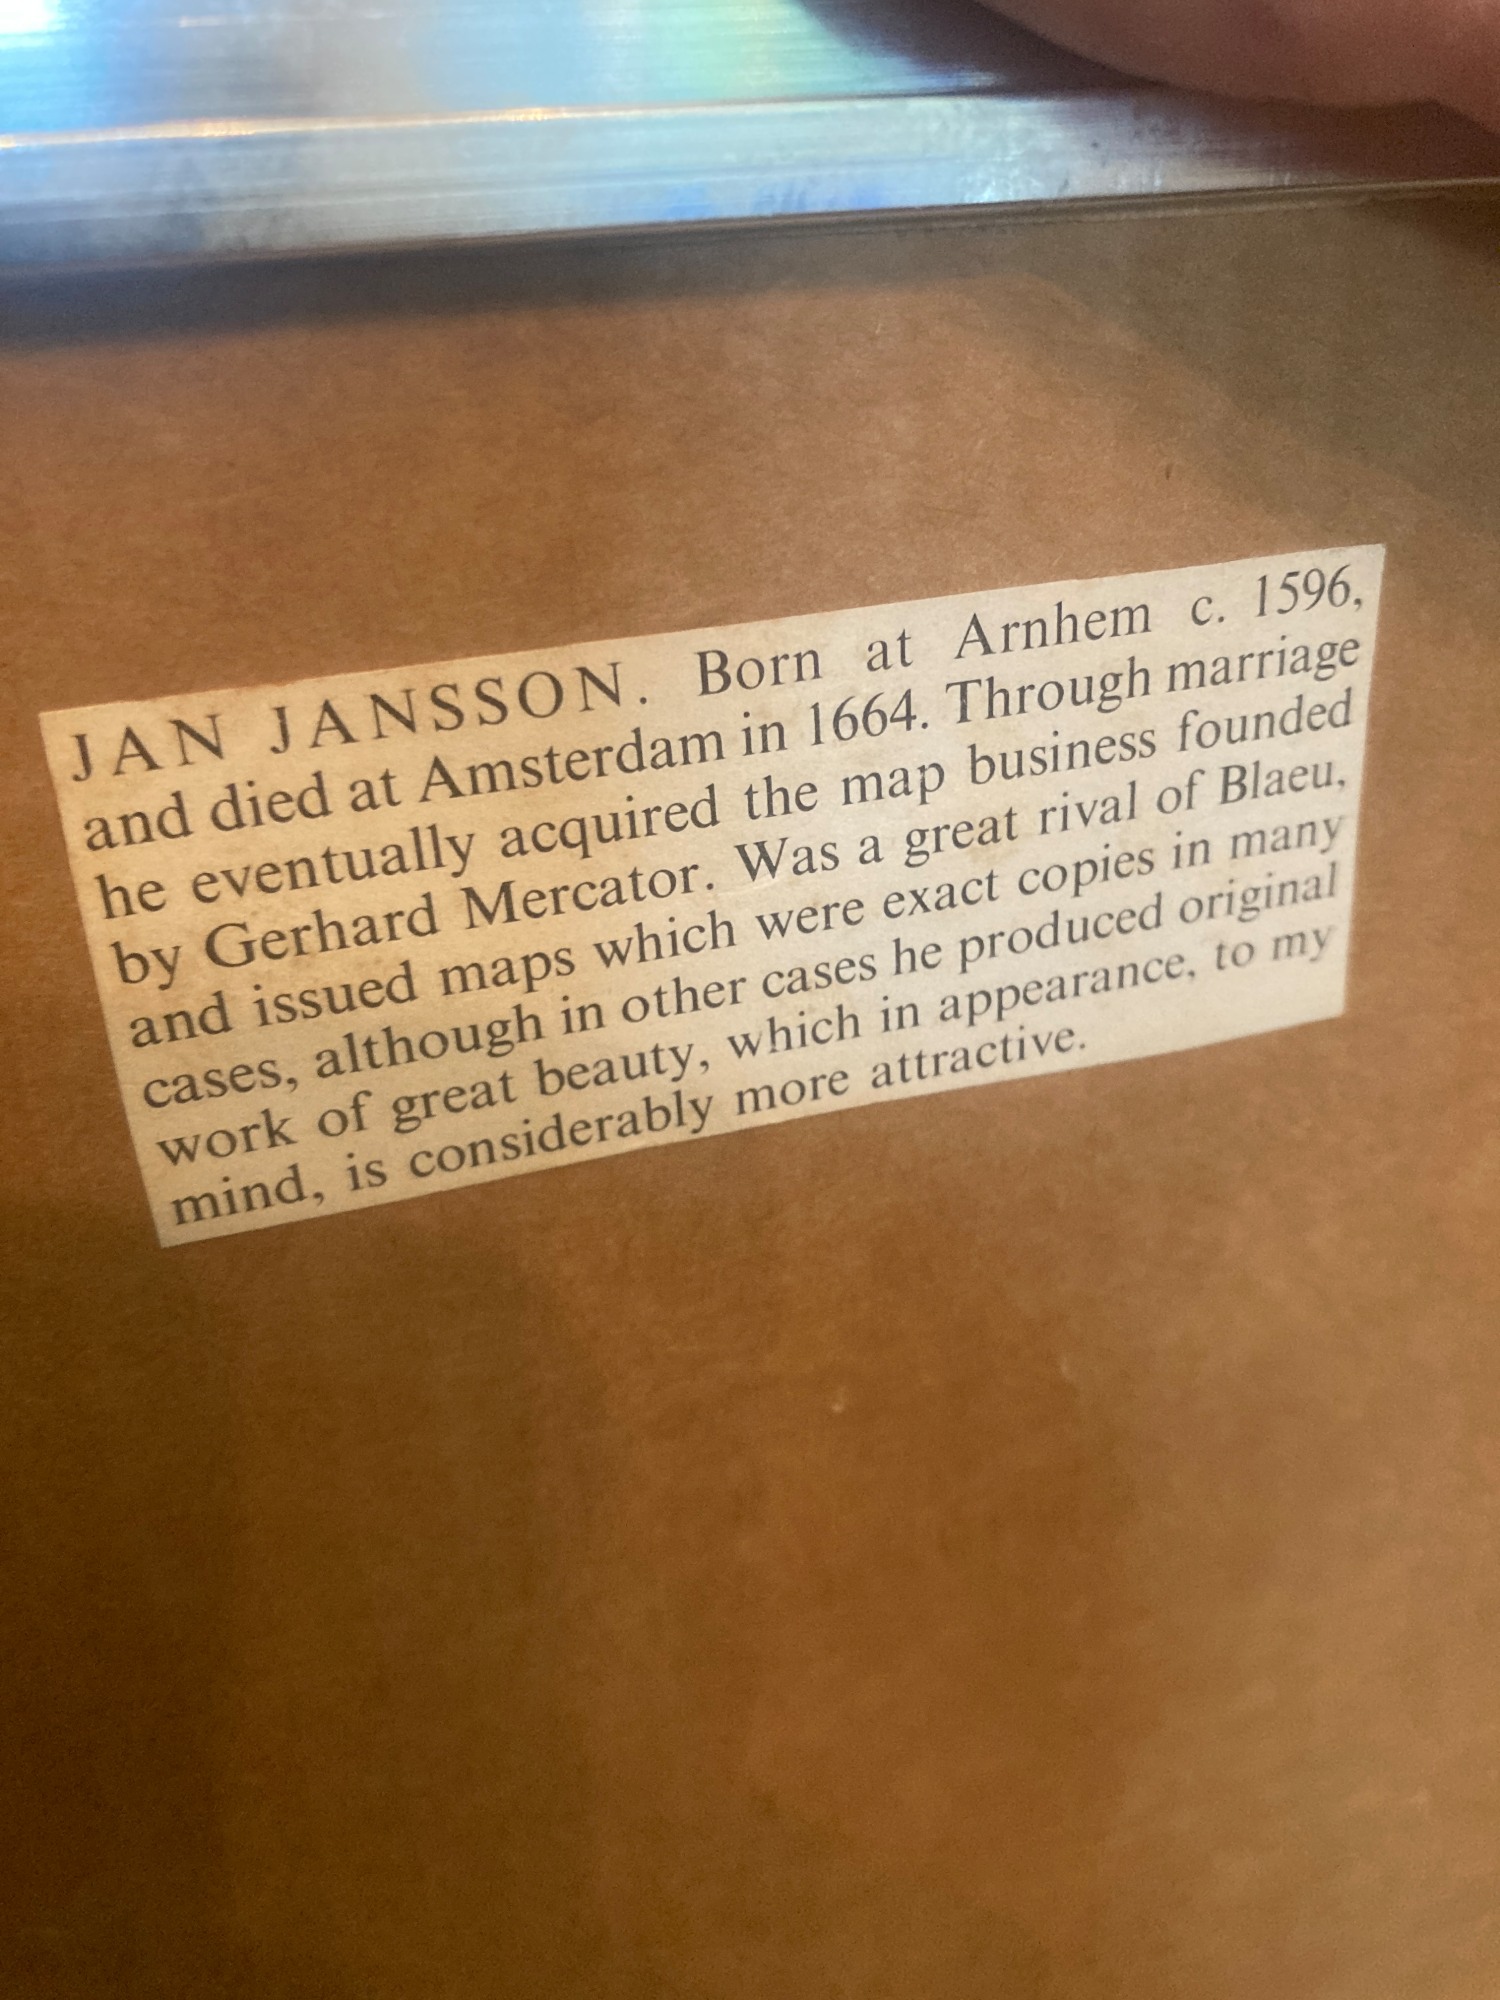 JAN JANSSON. Born at Arnhem c. 1596,
and died at Amsterdam in 1664. Through marriage
he eventually acquired the map business founded
by Gerhard Mercator. Was a great rival of Blaeu,
and issued maps which were exact copies in many
cases, although in other cases he produced original
work of great beauty, which in appearance, to my
mind, is considerably more attractive.